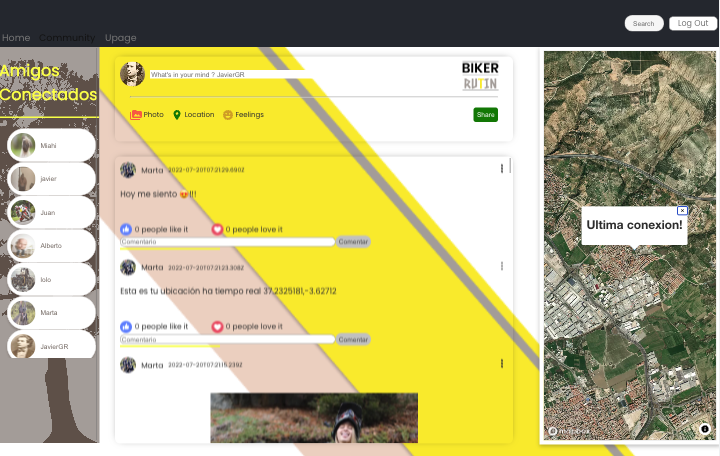 Search
Log Out
Home Community Upage
Amigos
Conectados
Miahi
javier
Juan
Alberto
lolo
Marta
JavierGR
What's in your mind ? JavierGR
BIKER
RUTIN
Photo
Location
Feelings
Share
Marta 2022-07-20T07:21:29.690Z
Hoy me siento 😍!!!
0 people like it
0 people love it
Comentario
Comentar
Marta 2022-07-20T07:21:23.308Z
Esta es tu ubicación ha tiempo real 37.2325181,-3.62712
0 people like it
0 people love it
Comentario
Comentar
Marta 2022-07-20T07:21:15.239Z
×
Ultima conexion!
mapbox